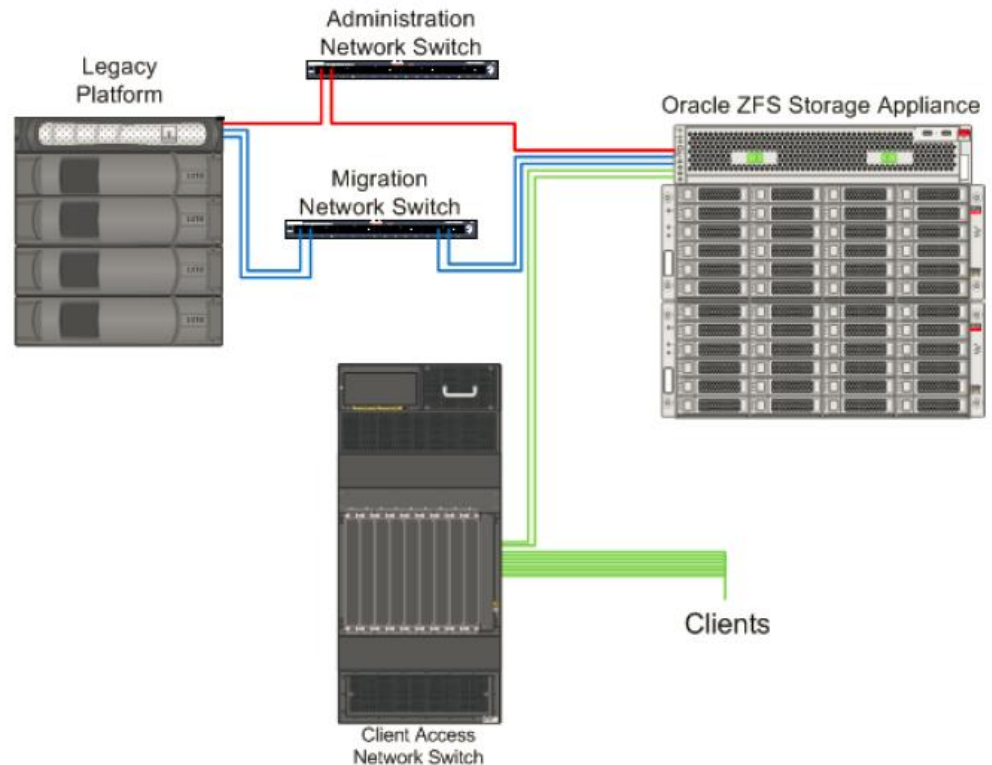 Administration
Network Switch
Legacy
Platform
Oracle ZFS Storage Appliance
Migration
Network Switch
Clients
Client Access
Network Switch